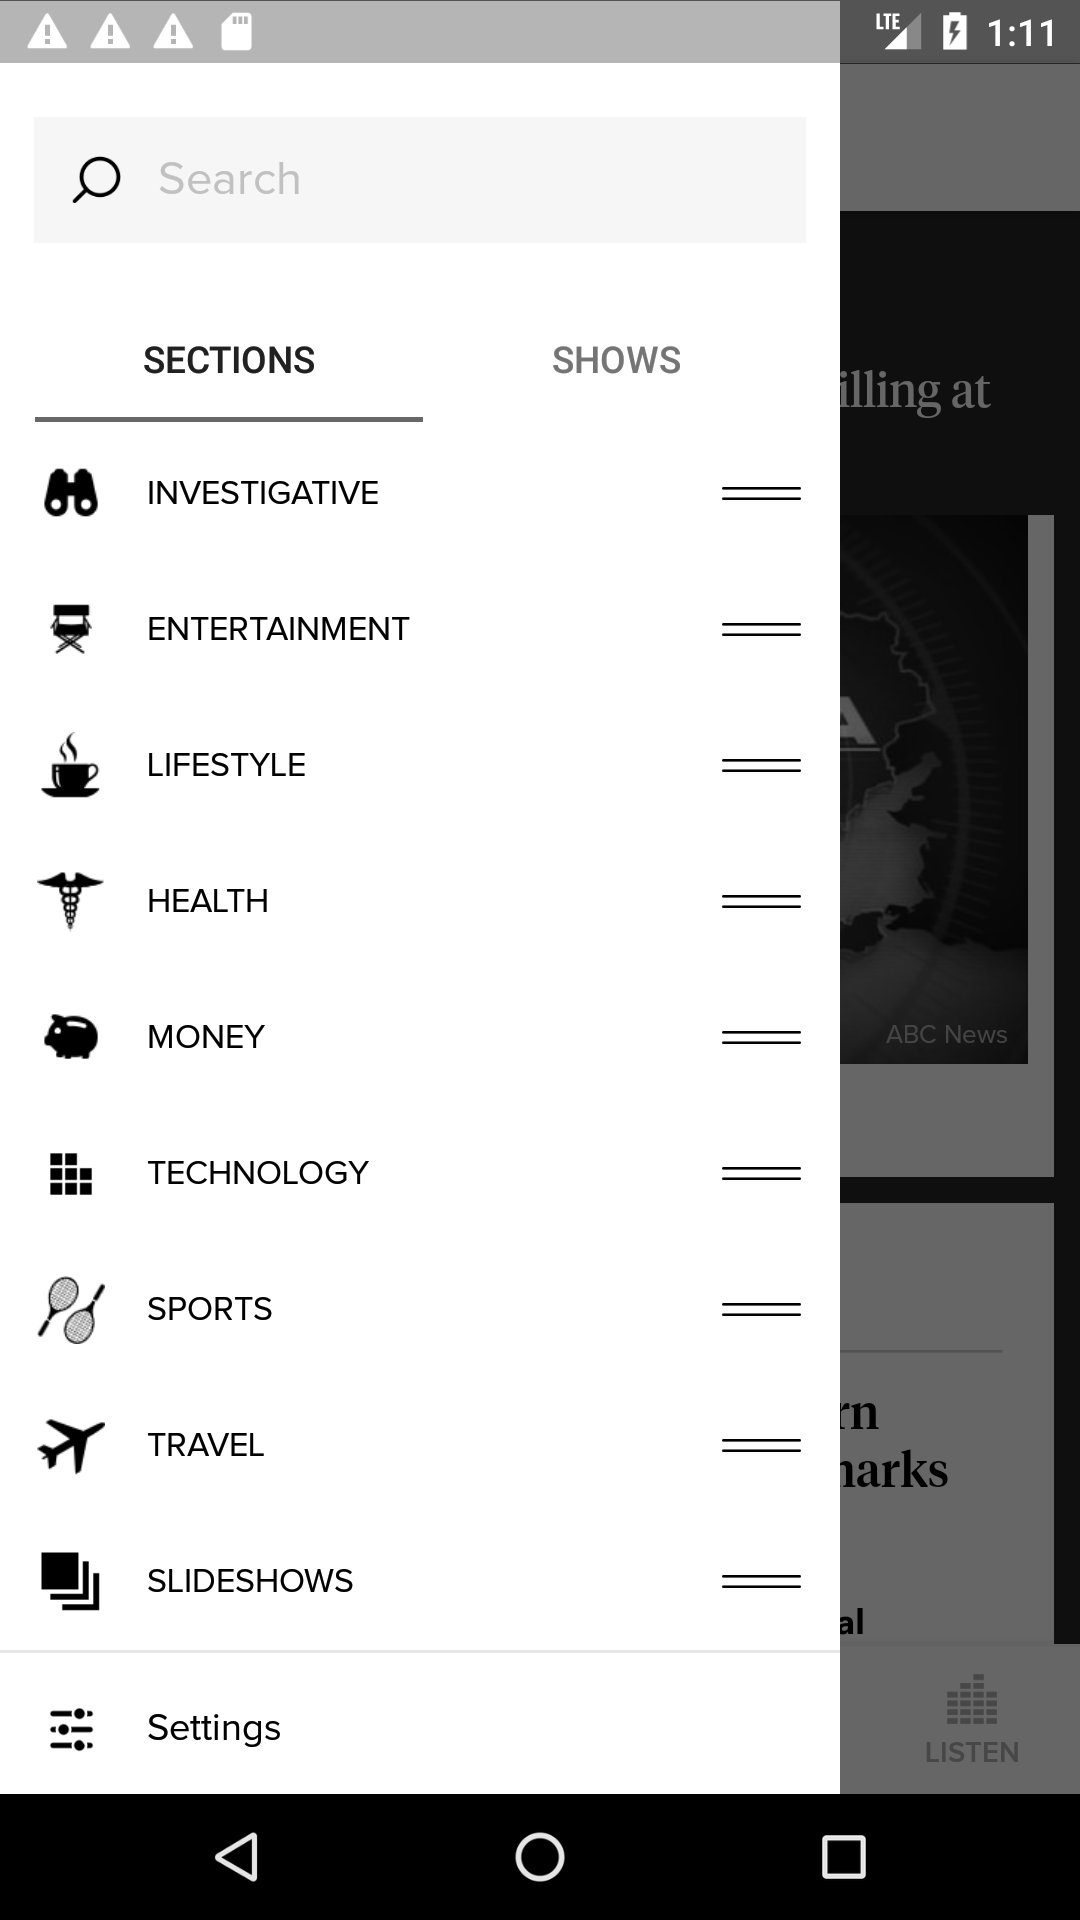 LTE 1:11
Search
SECTIONS SHOWS
illing at
INVESTIGATIVE
ENTERTAINMENT
A
LIFESTYLE
HEALTH
MONEY
ABC News
TECHNOLOGY
SPORTS
rn
TRAVEL
narks
SLIDESHOWS
al
Settings
LISTEN